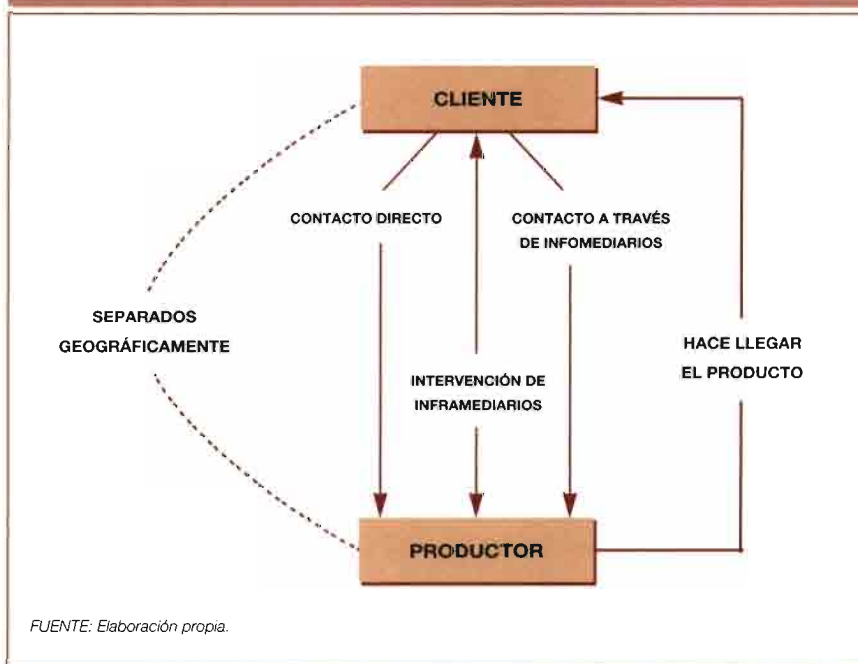 CLIENTE
CONTACTO DIRECTO
CONTACTO A TRAVÉS
DE INFOMEDIARIOS
SEPARADOS
GEOGRÁFICAMENTE
HACE LLEGAR
EL PRODUCTO
INTERVENCIÓN DE
INFRAMEDIARIOS
PRODUCTOR
FUENTE: Elaboración propia.